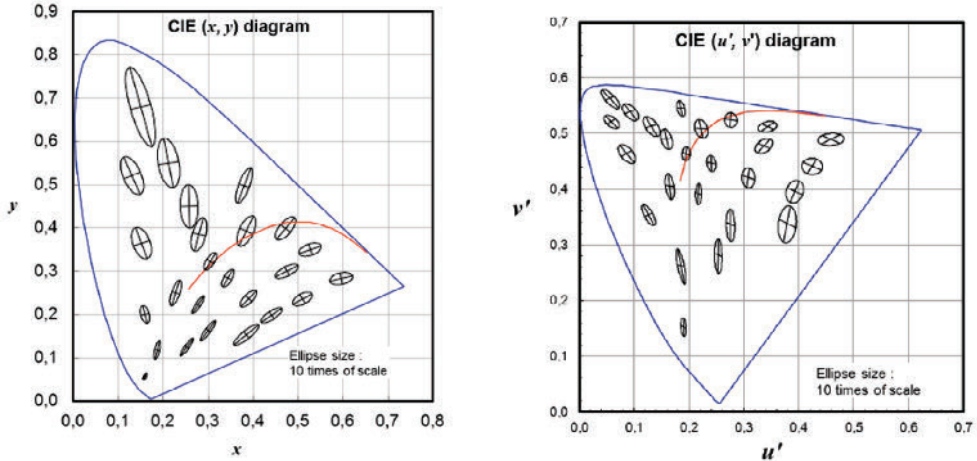 CIE (x, y) diagram
0,9
0,8
0,7
0,6
0,5
0,4
0,3
0,2
0,1
0,0
y
0,0 0,1 0,2 0,3 0,4 0,5 0,6 0,7 0,8
x
Ellipse size :
10 times of scale
CIE (u', v') diagram
0,7
0,6
0,5
0,4
0,3
0,2
0,1
0,0
v'
0,0 0,1 0,2 0,3 0,4 0,5 0,6 0,7
u'
Ellipse size :
10 times of scale